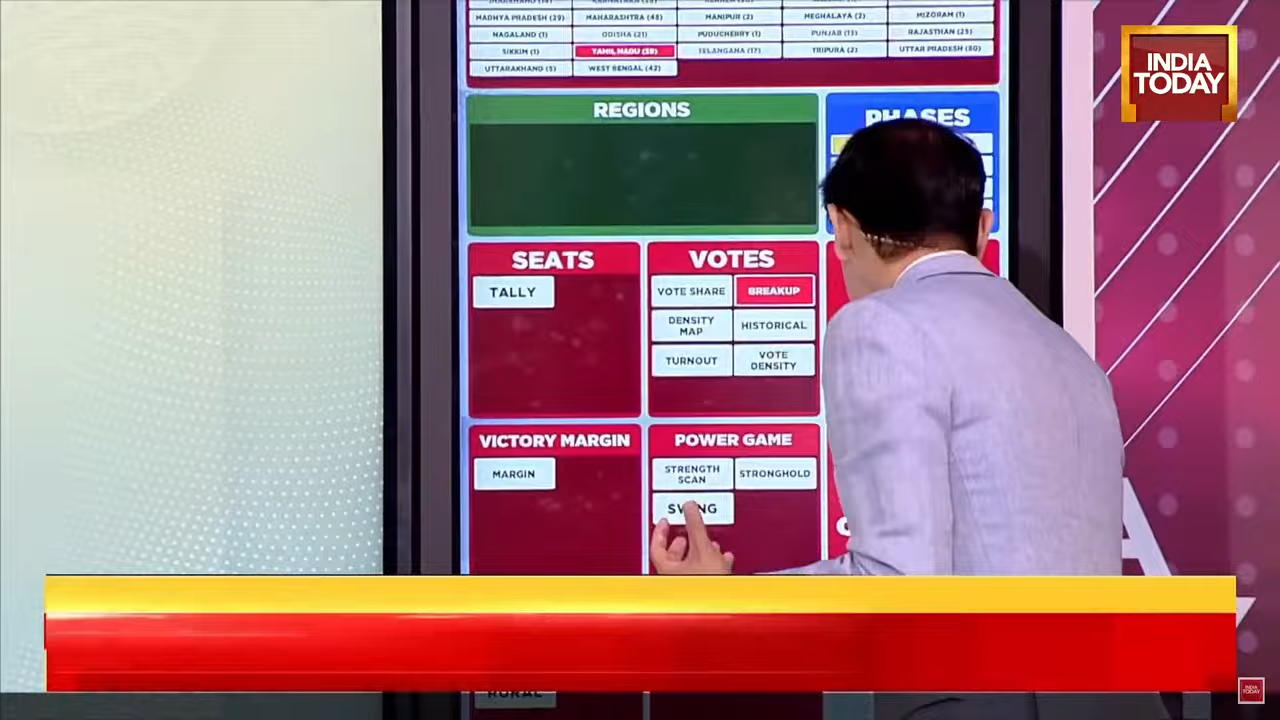 MADHYA PRADESH (29) MAHARASHTRA (48) MANIPUR (2) MEGHALAYA (2) MIZORAM (1)
NAGALAND (1) ODISHA (21) PUDUCHERRY (1) PUNJAB (13) RAJASTHAN (25)
SIKKIM (1) TAMIL NADU (39) TELANGANA (17) TRIPURA (2) UTTAR PRADESH (80)
UTTARAKHAND (5) WEST BENGAL (42)
INDIA
TODAY
REGIONS
PHASES
SEATS
TALLY
VOTES
VOTE SHARE BREAKUP
DENSITY
MAP
HISTORICAL
TURNOUT
VOTE
DENSITY
VICTORY MARGIN
MARGIN
POWER GAME
STRENGTH
SCAN
STRONGHOLD
SWING
RURAL
INDIA
TODAY